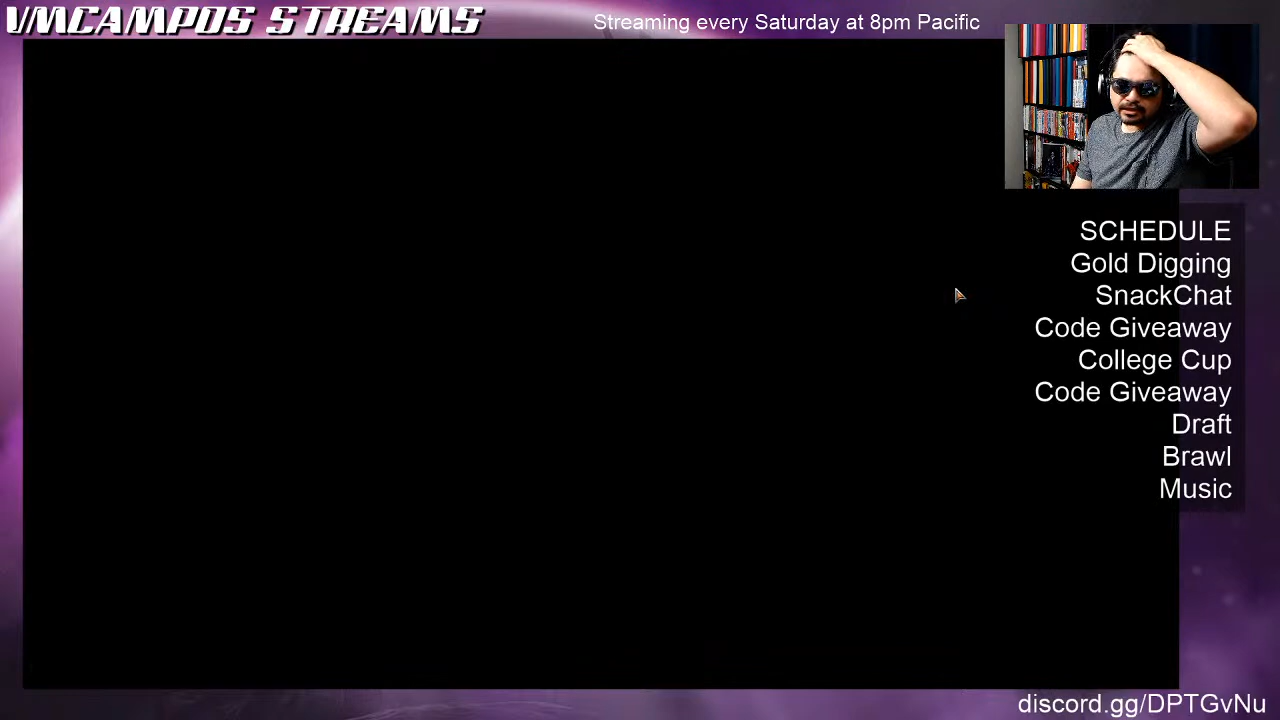 VMCAMPOS STREAMS
Streaming every Saturday at 8pm Pacific
SCHEDULE
Gold Digging
SnackChat
Code Giveaway
College Cup
Code Giveaway
Draft
Brawl
Music
discord.gg/DPTGvNu